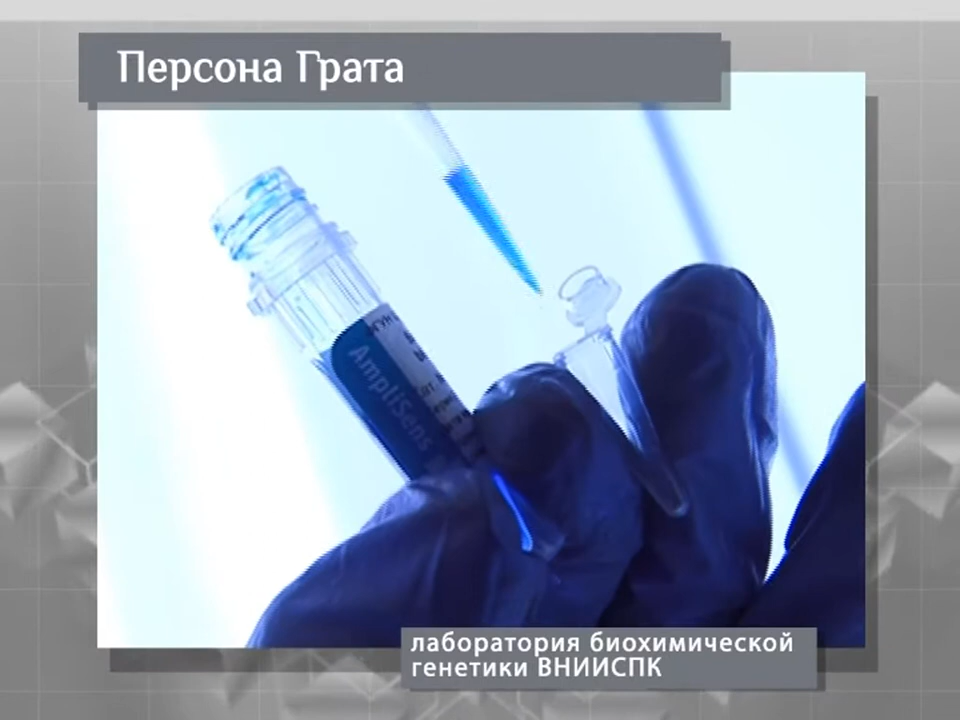 Персона Грата
AmpliSens
лаборатория биохимической
генетики ВНИИСПК